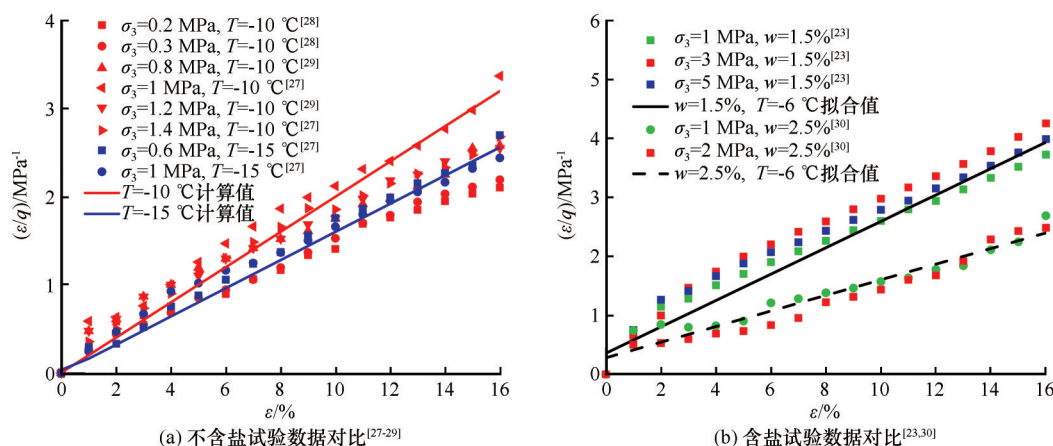 (ε/q)/MPa⁻¹
4
3
2
1
0
σ₃=0.2 MPa, T=-10 ℃[28]
σ₃=0.3 MPa, T=-10 ℃[28]
σ₃=0.8 MPa, T=-10 ℃[29]
σ₃=1 MPa, T=-10 ℃[27]
σ₃=1.2 MPa, T=-10 ℃[29]
σ₃=1.4 MPa, T=-10 ℃[27]
σ₃=0.6 MPa, T=-15 ℃[27]
σ₃=1 MPa, T=-15 ℃[27]
T=-10 ℃计算值
T=-15 ℃计算值
0 2 4 6 8 10 12 14 16
ε/%
(a) 不含盐试验数据对比[27-29]
(ε/q)/MPa⁻¹
6
5
4
3
2
1
0
σ₃=1 MPa, w=1.5%[23]
σ₃=3 MPa, w=1.5%[23]
σ₃=5 MPa, w=1.5%[23]
w=1.5%, T=-6 ℃拟合值
σ₃=1 MPa, w=2.5%[30]
σ₃=2 MPa, w=2.5%[30]
w=2.5%, T=-6 ℃拟合值
0 2 4 6 8 10 12 14 16
ε/%
(b) 含盐试验数据对比[23,30]